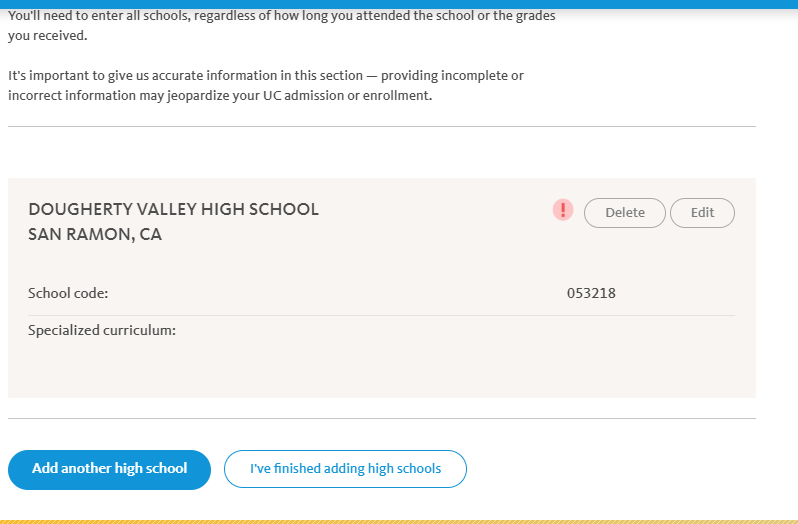 You'll need to enter all schools, regardless of how long you attended the school or the grades
you received.
It's important to give us accurate information in this section — providing incomplete or
incorrect information may jeopardize your UC admission or enrollment.
DOUGHERTY VALLEY HIGH SCHOOL
SAN RAMON, CA
! Delete Edit
School code: 053218
Specialized curriculum:
Add another high school I've finished adding high schools